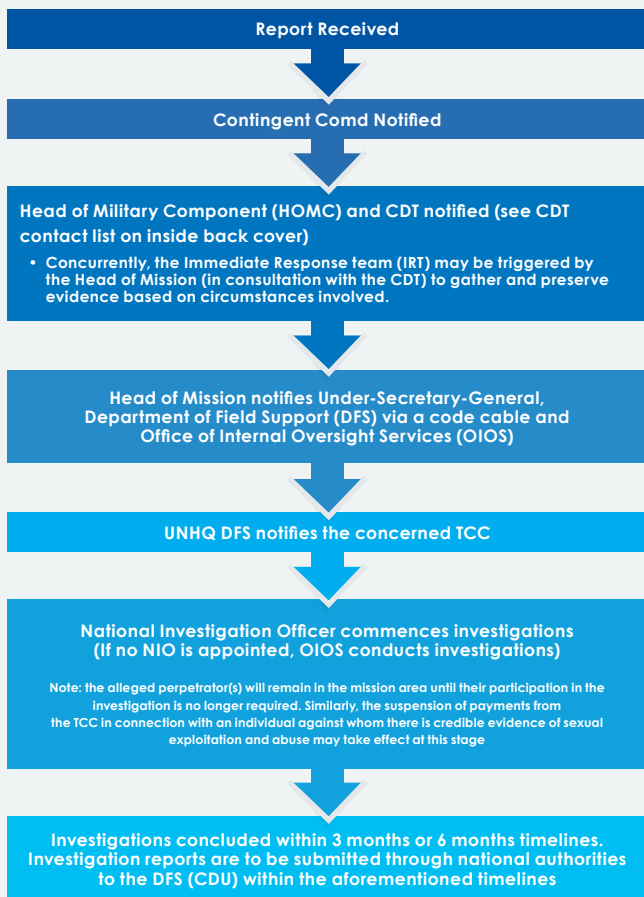 Report Received
Contingent Comd Notified
Head of Military Component (HOMC) and CDT notified (see CDT
contact list on inside back cover)
• Concurrently, the Immediate Response team (IRT) may be triggered by
the Head of Mission (in consultation with the CDT) to gather and preserve
evidence based on circumstances involved.
Head of Mission notifies Under-Secretary-General,
Department of Field Support (DFS) via a code cable and
Office of Internal Oversight Services (OIOS)
UNHQ DFS notifies the concerned TCC
National Investigation Officer commences investigations
(If no NIO is appointed, OIOS conducts investigations)
Note: the alleged perpetrator(s) will remain in the mission area until their participation in the
investigation is no longer required. Similarly, the suspension of payments from
the TCC in connection with an individual against whom there is credible evidence of sexual
exploitation and abuse may take effect at this stage
Investigations concluded within 3 months or 6 months timelines.
Investigation reports are to be submitted through national authorities
to the DFS (CDU) within the aforementioned timelines